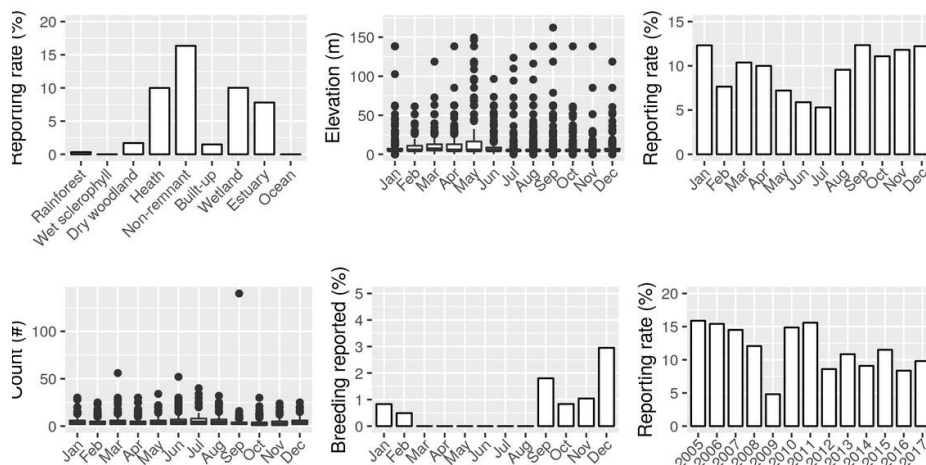 Reporting rate (%)
20
15
10
5
0
Rainforest
Wet sclerophyll
Dry woodland
Heath
Non-remnant
Built-up
Wetland
Estuary
Ocean
Elevation (m)
150
100
50
0
Jan
Feb
Mar
Apr
May
Jun
Jul
Aug
Sep
Oct
Nov
Dec
Reporting rate (%)
15
10
5
0
Jan
Feb
Mar
Apr
May
Jun
Jul
Aug
Sep
Oct
Nov
Dec
Count (#)
100
50
0
Jan
Feb
Mar
Apr
May
Jun
Jul
Aug
Sep
Oct
Nov
Dec
Breeding reported (%)
5
4
3
2
1
0
Jan
Feb
Mar
Apr
May
Jun
Jul
Aug
Sep
Oct
Nov
Dec
Reporting rate (%)
20
15
10
5
0
2005
2006
2007
2008
2009
2010
2011
2012
2013
2014
2015
2016
2017